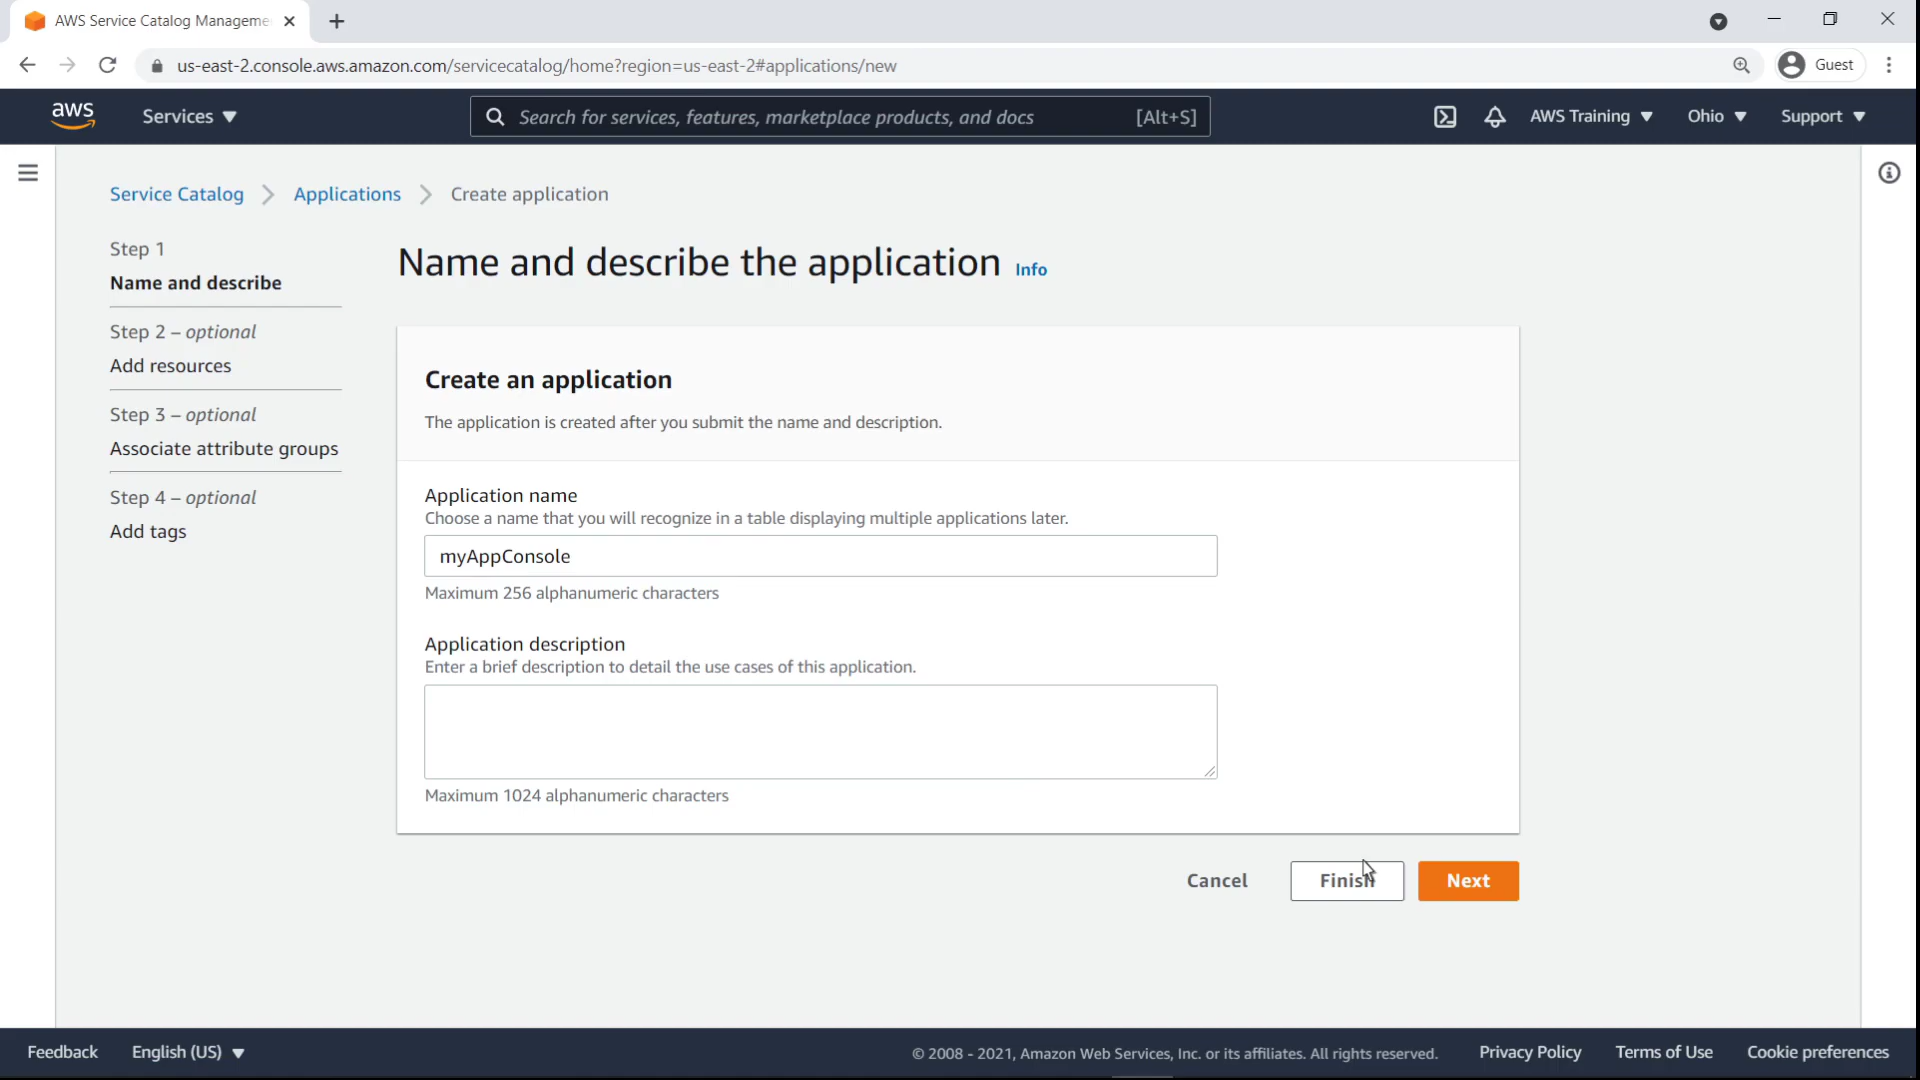 AWS Service Catalog Manageme
us-east-2.console.aws.amazon.com/servicecatalog/home?region=us-east-2#applications/new
Guest
aws
Services
Search for services, features, marketplace products, and docs
[Alt+S]
AWS Training
Ohio
Support
Service Catalog
Applications
Create application
Step 1
Name and describe
Step 2 – optional
Add resources
Step 3 – optional
Associate attribute groups
Step 4 – optional
Add tags
Name and describe the application Info
Create an application
The application is created after you submit the name and description.
Application name
Choose a name that you will recognize in a table displaying multiple applications later.
myAppConsole
Maximum 256 alphanumeric characters
Application description
Enter a brief description to detail the use cases of this application.
Maximum 1024 alphanumeric characters
Cancel
Finish
Next
Feedback
English (US)
© 2008 - 2021, Amazon Web Services, Inc. or its affiliates. All rights reserved.
Privacy Policy
Terms of Use
Cookie preferences